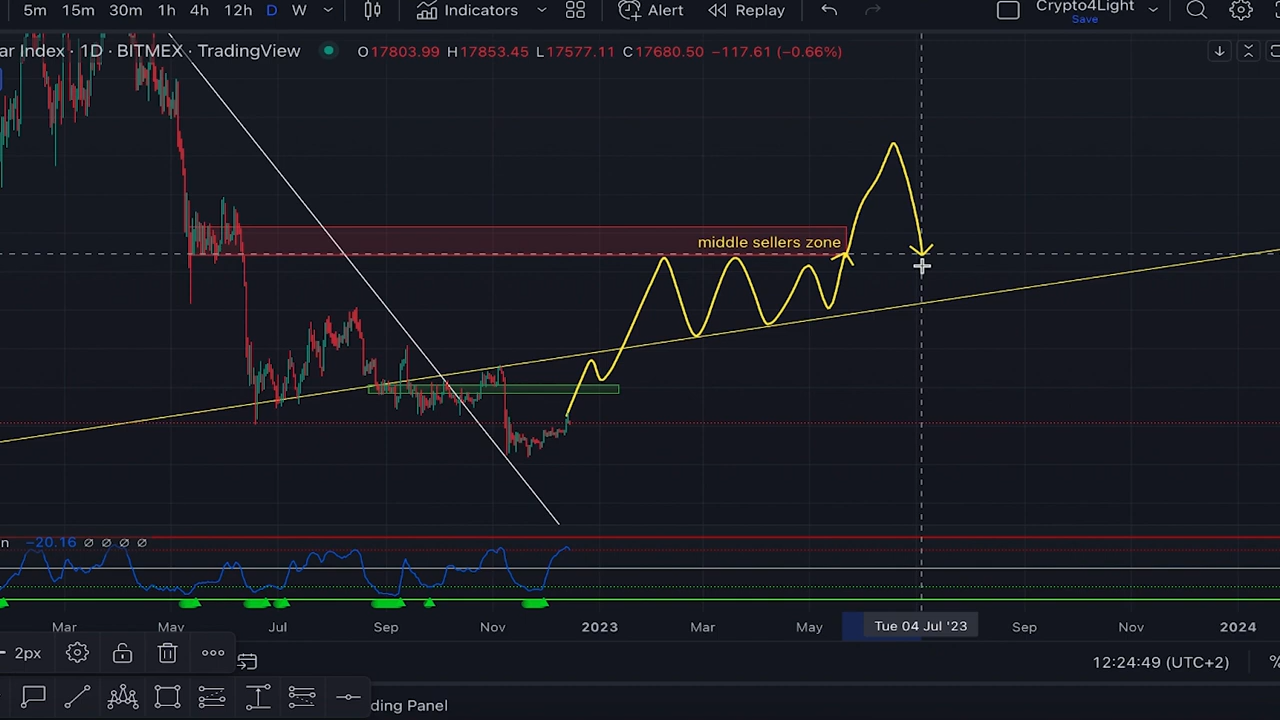 5m 15m 30m 1h 4h 12h D W Indicators Alert Replay Crypto4Light
Save
ar Index · 1D · BITMEX · TradingView O17803.99 H17853.45 L17577.11 C17680.50 −117.61 (−0.66%)
middle sellers zone
n −20.16 ∅ ∅ ∅ ∅
Mar May Jul Sep Nov 2023 Mar May Tue 04 Jul '23 Sep Nov 2024
2px
12:24:49 (UTC+2) %
ding Panel